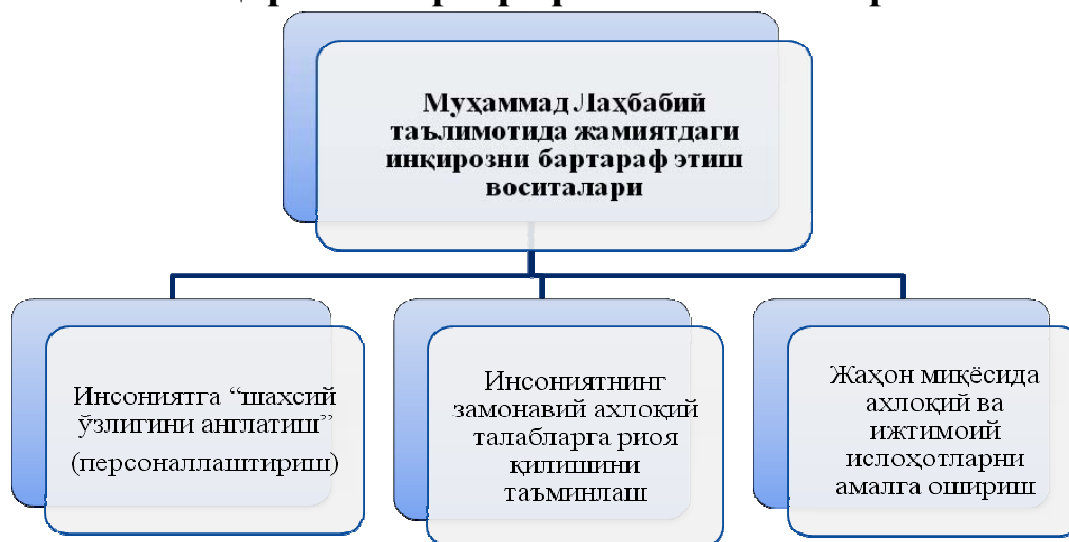 Муҳаммад Лаҳбабий
таълимотида жамиятдаги
инқирозни бартараф этиш
воситалари
Инсониятга “шахсий
ўзлигини англатиш”
(персоналлаштириш)
Инсониятнинг
замонавий ахлоқий
талабларга риоя
қилишини
таъминлаш
Жаҳон миқёсида
ахлоқий ва
ижтимоий
ислоҳотларни
амалга ошириш